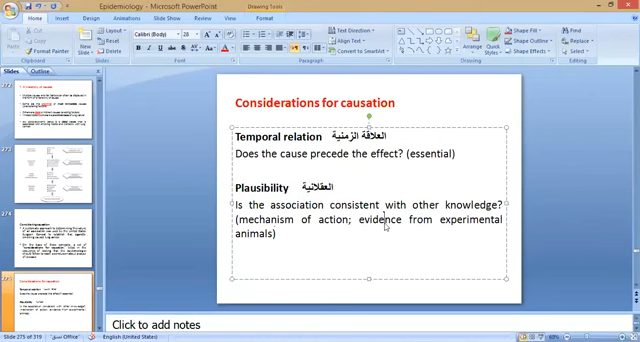 Epidemiology - Microsoft PowerPoint
Drawing Tools
Home Insert Design Animations Slide Show Review View Format
Cut
Copy
Paste
Format Painter
Clipboard
New Slide
Layout
Reset
Delete
Slides
Calibri (Body) 28
Font
Text Direction
Align Text
Convert to SmartArt
Paragraph
Arrange
Quick Styles
Shape Fill
Shape Outline
Shape Effects
Drawing
Find
Replace
Select
Editing
Slides Outline
273
274
Considerations for causation
Temporal relation العلاقة الزمنية
Does the cause precede the effect? (essential)
Plausibility العقلانية
Is the association consistent with other knowledge?
(mechanism of action; evidence from experimental
animals)
Click to add notes
Slide 275 of 319
نسق Office
English (United States)